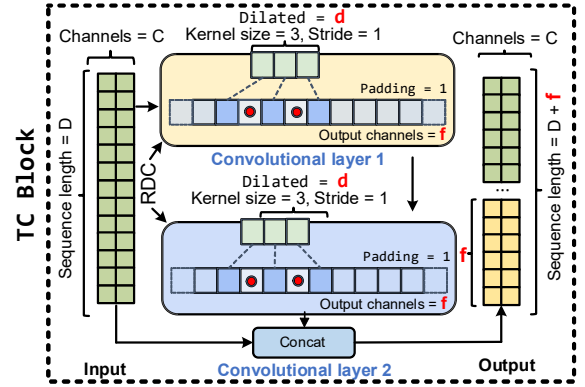 Dilated = d
Kernel size = 3, Stride = 1
Channels = C
Channels = C
Padding = 1
Output channels = f
Convolutional layer 1
TC Block
Sequence length = D
RDC
Dilated = d
Kernel size = 3, Stride = 1
...
Sequence length = D + f
Padding = 1
f
Output channels = f
Concat
Input
Convolutional layer 2
Output